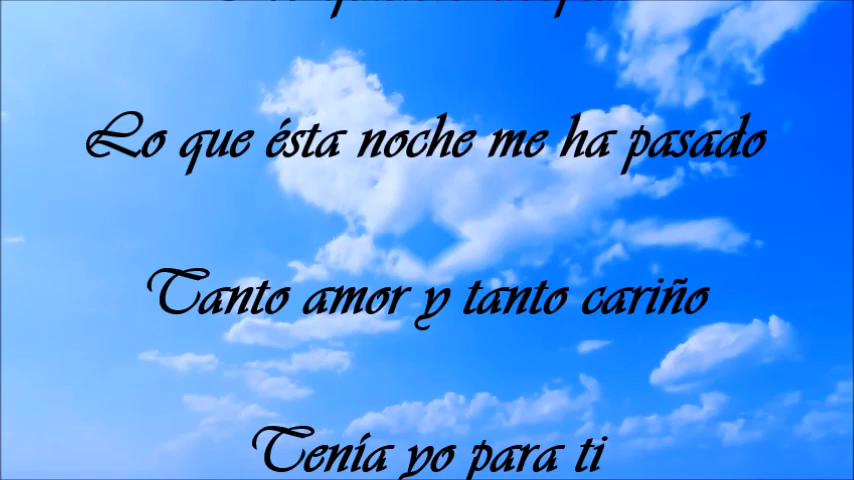 Lo que ésta noche me ha pasado
Tanto amor y tanto cariño
Tenía yo para ti